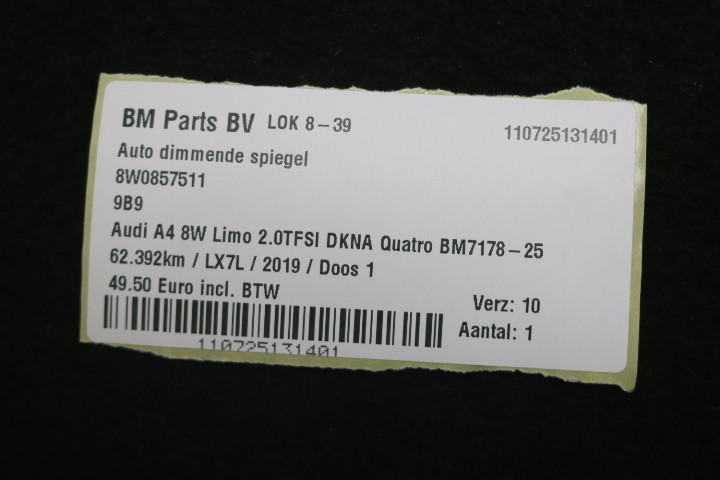 BM Parts BV LOK 8-39
110725131401
Auto dimmende spiegel
8W0857511
9B9
Audi A4 8W Limo 2.0TFSI DKNA Quatro BM7178-25
62.392km / LX7L / 2019 / Doos 1
49.50 Euro incl. BTW
Verz: 10
Aantal: 1
110725131401